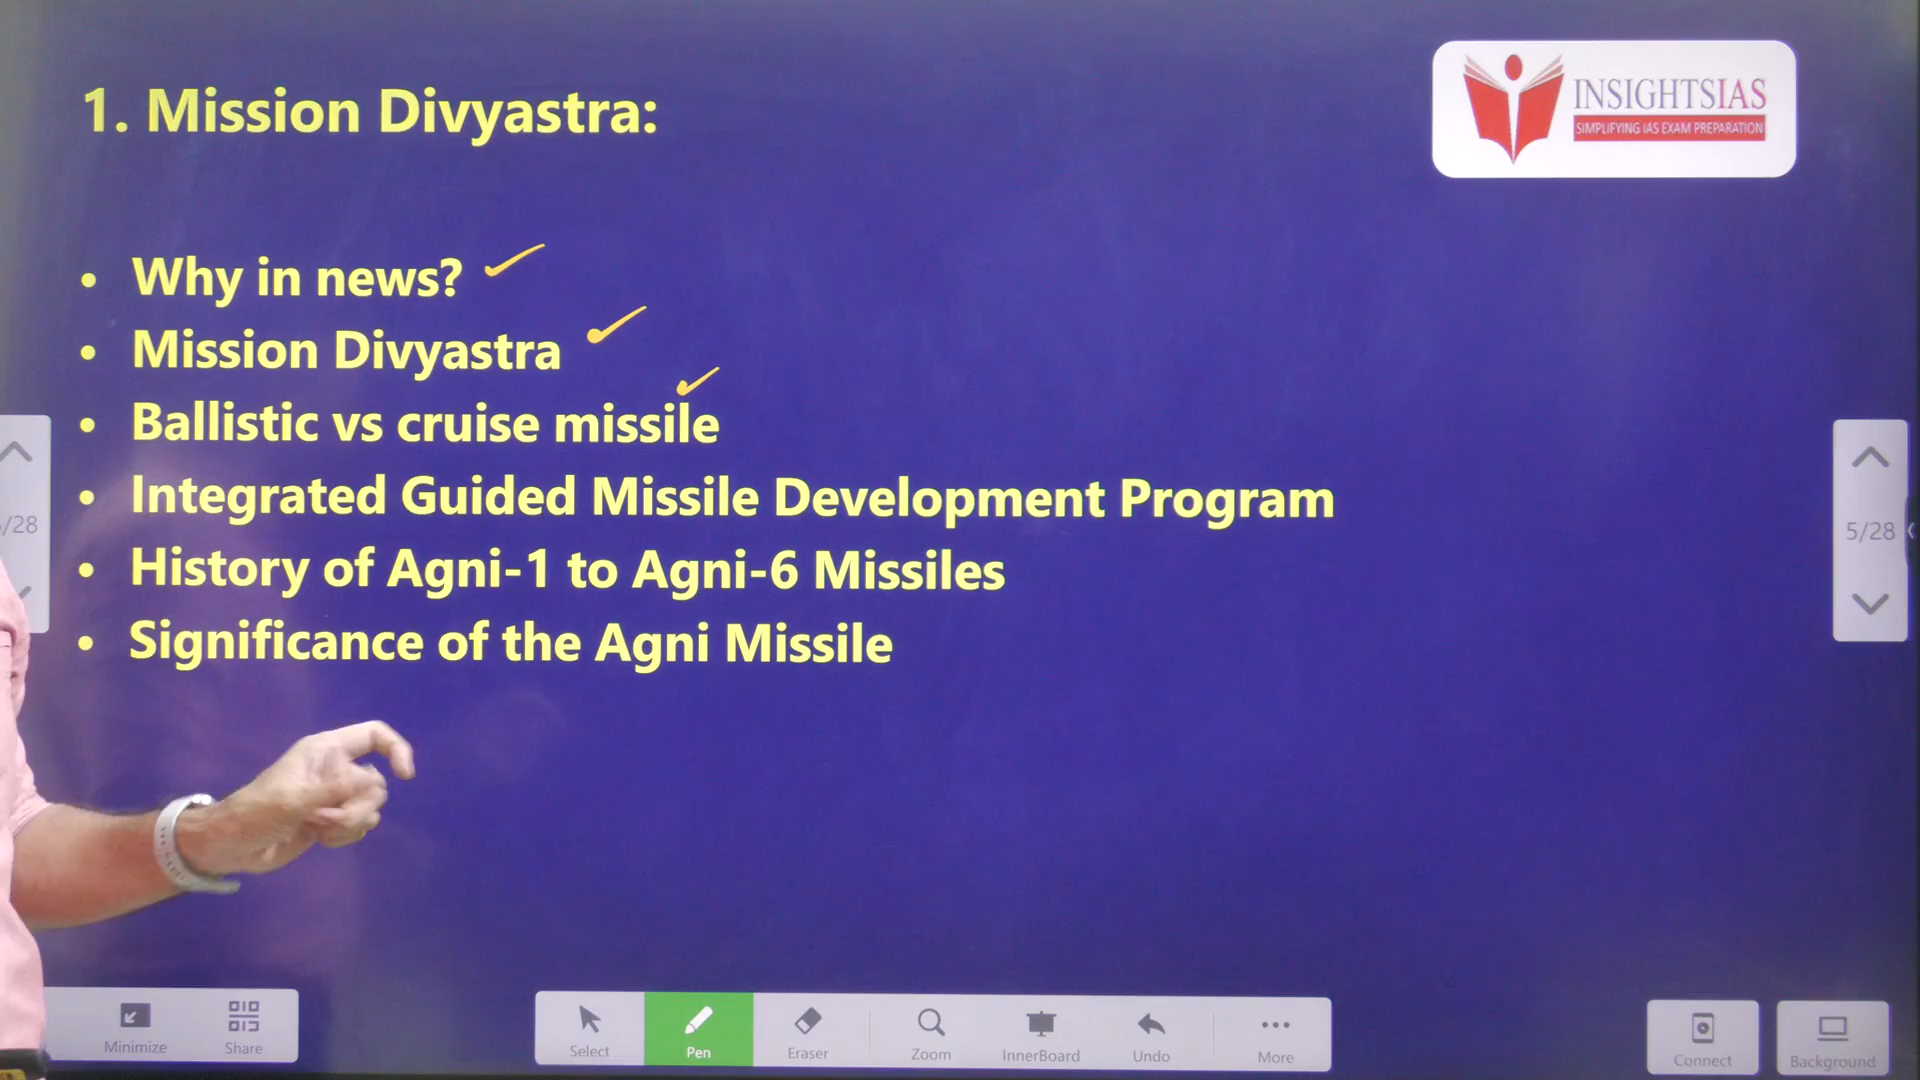 1. Mission Divyastra:
INSIGHTSIAS
SIMPLIFYING IAS EXAM PREPARATION
• Why in news?
• Mission Divyastra
• Ballistic vs cruise missile
• Integrated Guided Missile Development Program
• History of Agni-1 to Agni-6 Missiles
• Significance of the Agni Missile
/28
5/28
Minimize
Share
Select
Pen
Eraser
Zoom
InnerBoard
Undo
More
Connect
Background